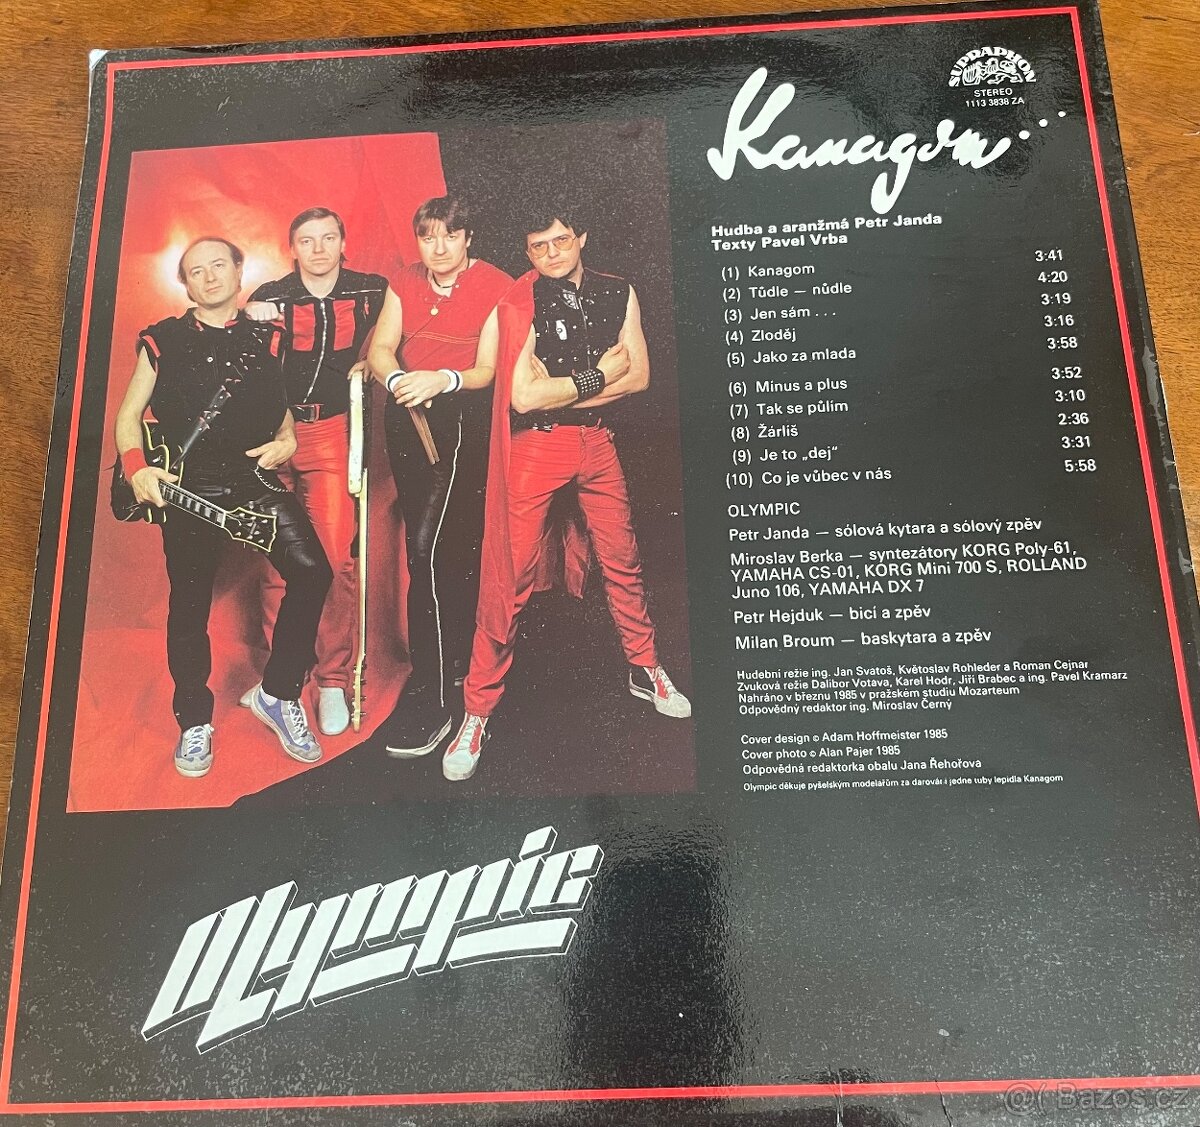 SUPRAPHON
STEREO
1113 3838 ZA
Kanagom...
Hudba a aranžmá Petr Janda
Texty Pavel Vrba
(1) Kanagom 3:41
(2) Tůdle — nůdle 4:20
(3) Jen sám . . . 3:19
(4) Zloděj 3:16
(5) Jako za mlada 3:58
(6) Minus a plus 3:52
(7) Tak se půlím 3:10
(8) Žárlíš 2:36
(9) Je to „dej“ 3:31
(10) Co je vůbec v nás 5:58
OLYMPIC
Petr Janda — sólová kytara a sólový zpěv
Miroslav Berka — syntezátory KORG Poly-61,
YAMAHA CS-01, KORG Mini 700 S, ROLLAND
Juno 106, YAMAHA DX 7
Petr Hejduk — bicí a zpěv
Milan Broum — baskytara a zpěv
Hudební režie ing. Jan Svatoš, Květoslav Rohleder a Roman Cejnar
Zvuková režie Dalibor Votava, Karel Hodr, Jiří Brabec a ing. Pavel Kramarz
Nahráno v březnu 1985 v pražském studiu Mozarteum
Odpovědný redaktor ing. Miroslav Černý
Cover design © Adam Hoffmeister 1985
Cover photo © Alan Pajer 1985
Odpovědná redaktorka obalu Jana Řehořova
Olympic děkuje pyšelským modelářům za darování jedne tuby lepidla Kanagom
Olympic
@( Bazos.cz